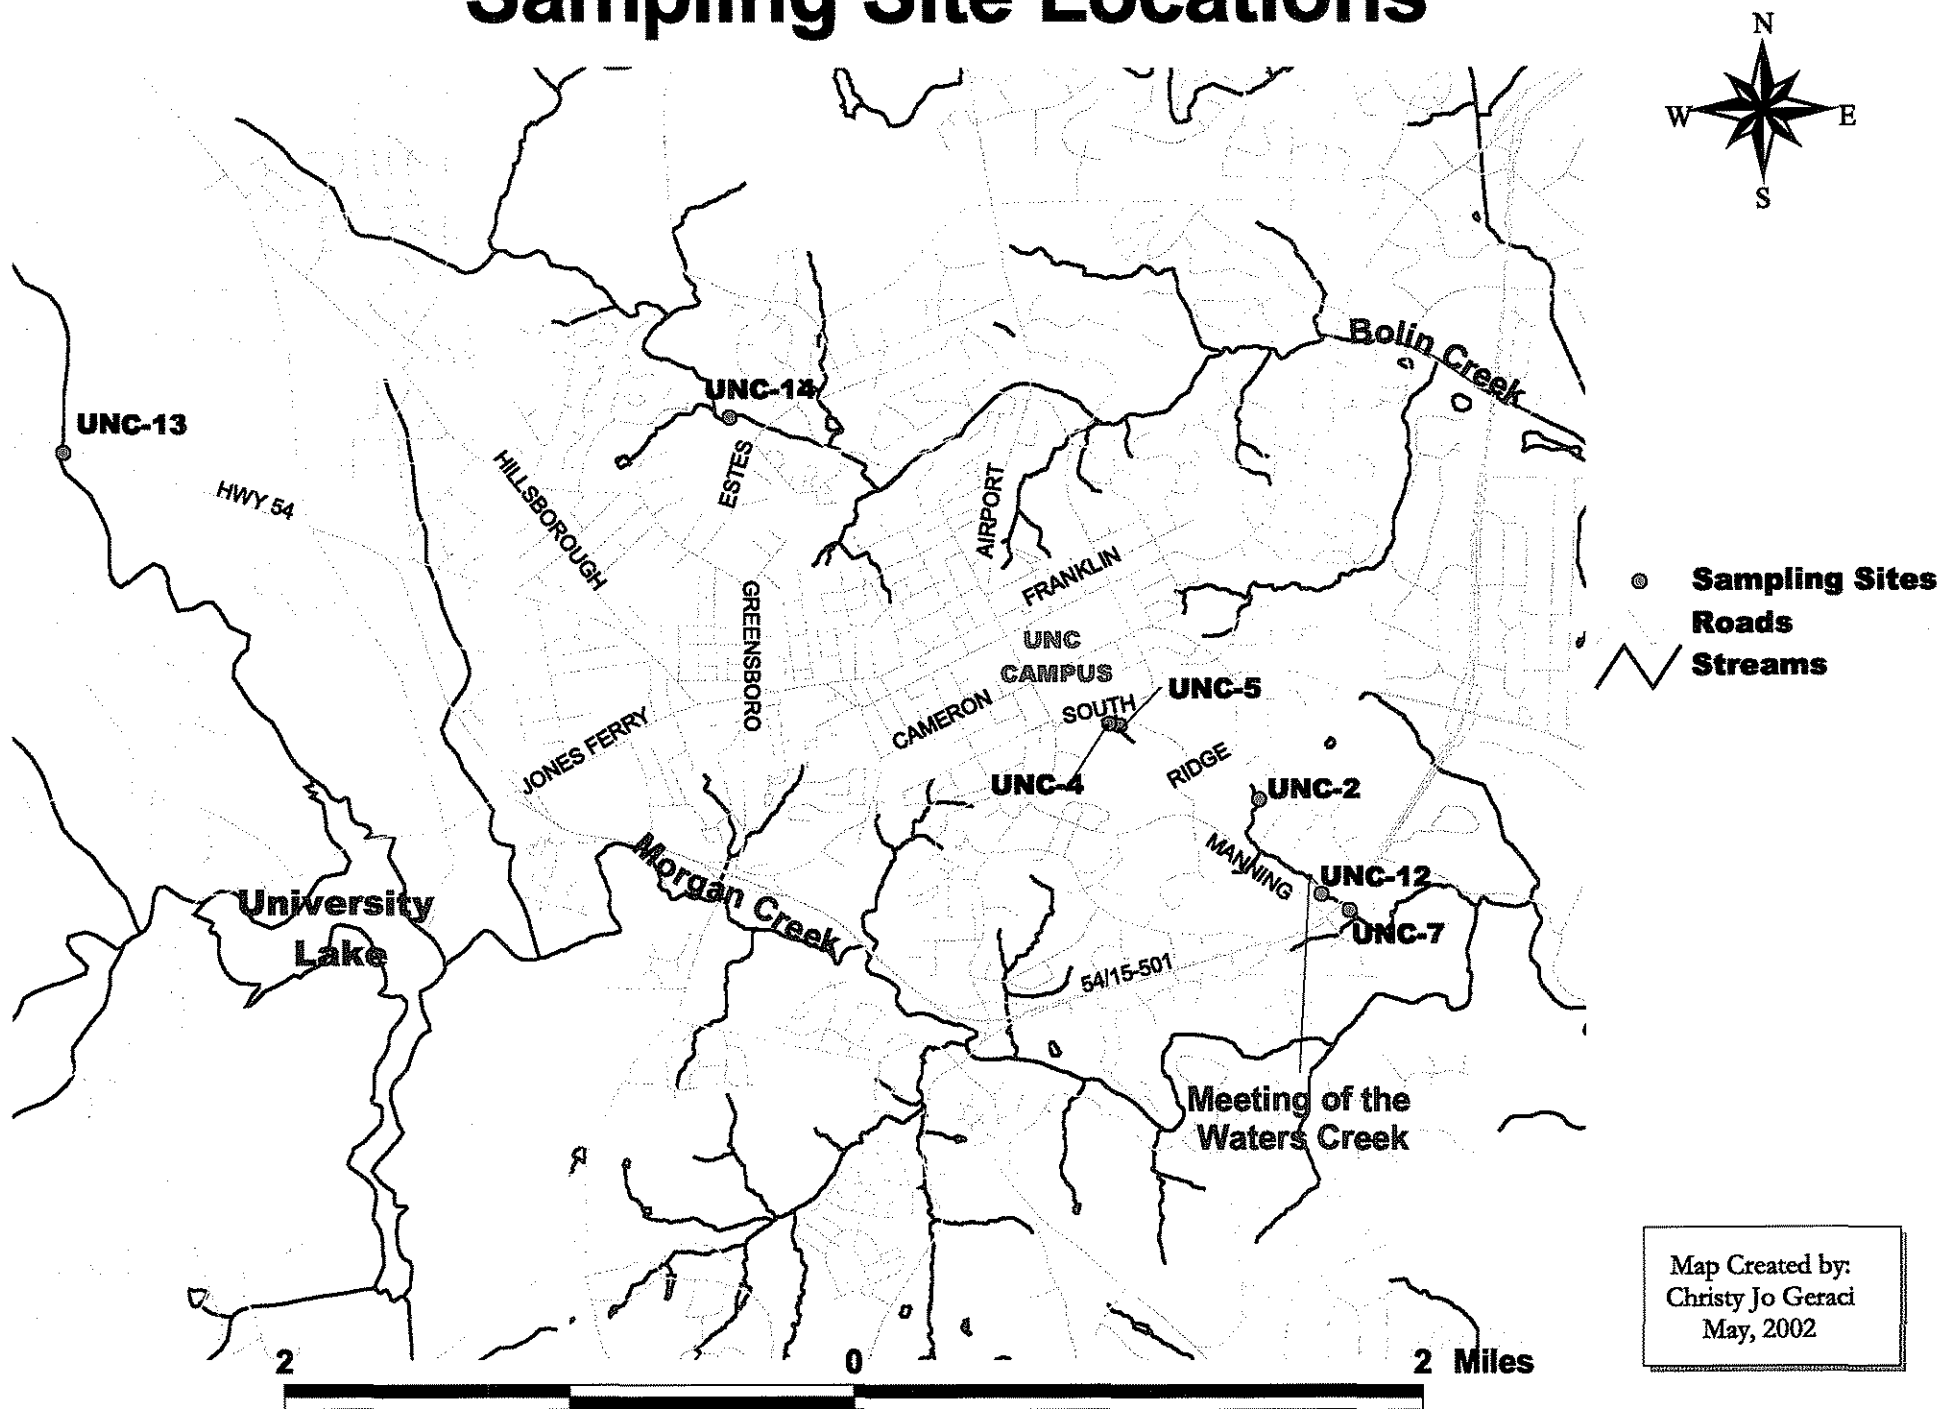 Sampling Site Locations
N
W
E
S
Bolin Creek
UNC-14
UNC-13
ESTES
HILLSBOROUGH
HWY 54
AIRPORT
FRANKLIN
Sampling Sites
Roads
Streams
GREENSBORO
UNC
CAMPUS
UNC-5
SOUTH
CAMERON
JONES FERRY
RIDGE
UNC-4
UNC-2
MANNING
Morgan Creek
UNC-12
University
Lake
UNC-7
54/15-501
Meeting of the
Waters Creek
Map Created by:
Christy Jo Geraci
May, 2002
2
0
2 Miles